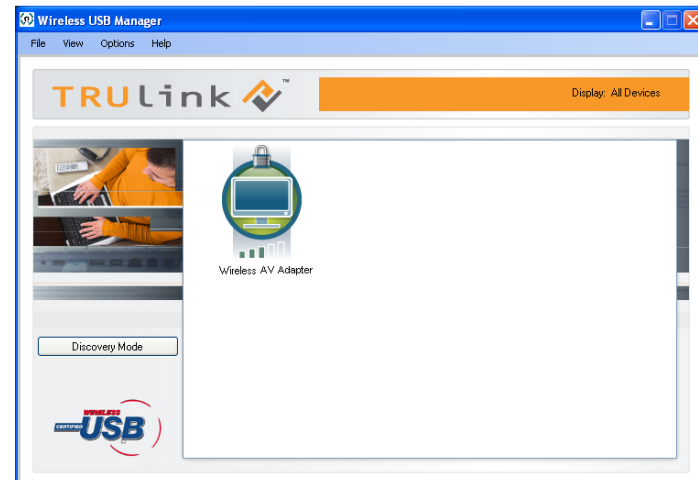 Wireless USB Manager
File View Options Help
TRULink ™
Display: All Devices
Wireless AV Adapter
Discovery Mode
WIRELESS
CERTIFIED
USB